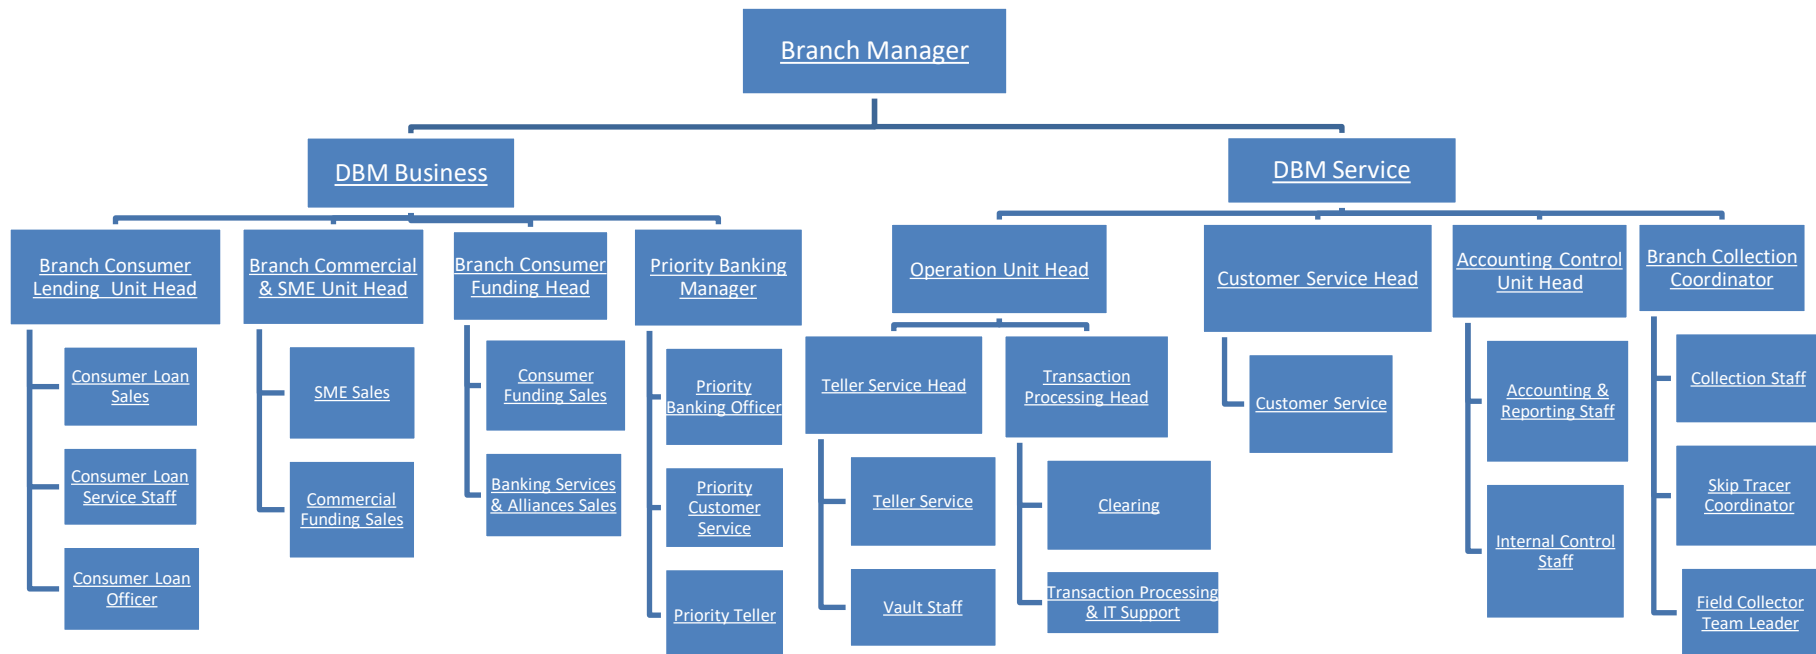 Branch Manager
DBM Business
DBM Service
Branch Consumer
Lending Unit Head
Branch Commercial
& SME Unit Head
Branch Consumer
Funding Head
Priority Banking
Manager
Operation Unit Head
Customer Service Head
Accounting Control
Unit Head
Branch Collection
Coordinator
Consumer Loan
Sales
Consumer Loan
Service Staff
Consumer Loan
Officer
SME Sales
Commercial
Funding Sales
Consumer
Funding Sales
Banking Services
& Alliances Sales
Priority
Banking Officer
Priority
Customer
Service
Priority Teller
Teller Service Head
Teller Service
Vault Staff
Transaction
Processing Head
Clearing
Transaction Processing
& IT Support
Customer Service
Accounting &
Reporting Staff
Internal Control
Staff
Collection Staff
Skip Tracer
Coordinator
Field Collector
Team Leader